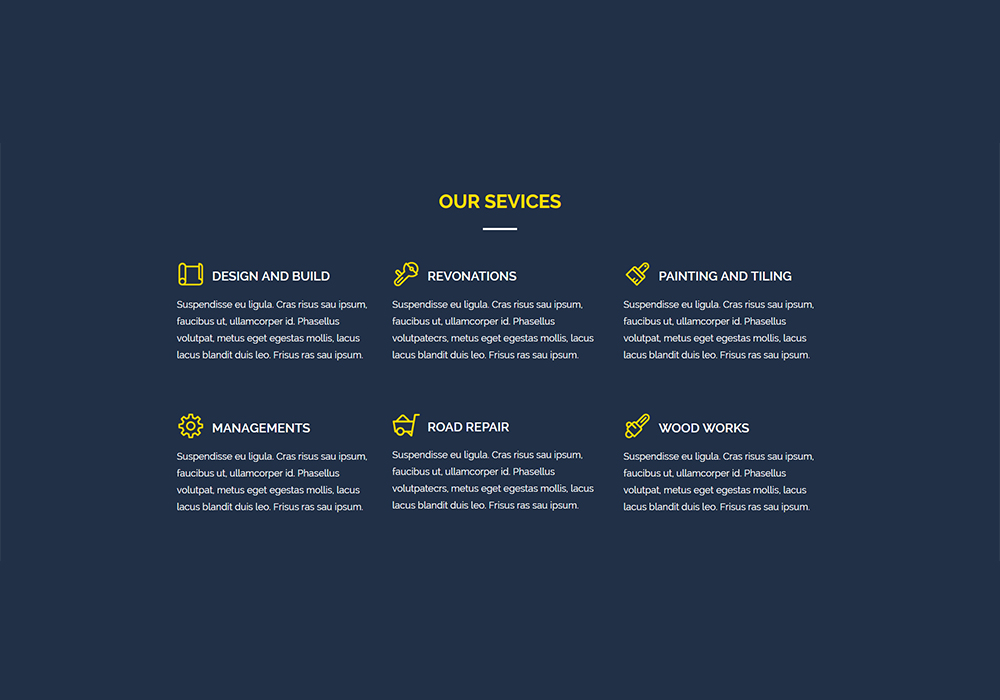 OUR SEVICES
DESIGN AND BUILD
Suspendisse eu ligula. Cras risus sau ipsum,
faucibus ut, ullamcorper id. Phasellus
volutpat, metus eget egestas mollis, lacus
lacus blandit duis leo. Frisus ras sau ipsum.
REVONATIONS
Suspendisse eu ligula. Cras risus sau ipsum,
faucibus ut, ullamcorper id. Phasellus
volutpatecrs, metus eget egestas mollis, lacus
lacus blandit duis leo. Frisus ras sau ipsum.
PAINTING AND TILING
Suspendisse eu ligula. Cras risus sau ipsum,
faucibus ut, ullamcorper id. Phasellus
volutpat, metus eget egestas mollis, lacus
lacus blandit duis leo. Frisus ras sau ipsum.
MANAGEMENTS
Suspendisse eu ligula. Cras risus sau ipsum,
faucibus ut, ullamcorper id. Phasellus
volutpat, metus eget egestas mollis, lacus
lacus blandit duis leo. Frisus ras sau ipsum.
ROAD REPAIR
Suspendisse eu ligula. Cras risus sau ipsum,
faucibus ut, ullamcorper id. Phasellus
volutpatecrs, metus eget egestas mollis, lacus
lacus blandit duis leo. Frisus ras sau ipsum.
WOOD WORKS
Suspendisse eu ligula. Cras risus sau ipsum,
faucibus ut, ullamcorper id. Phasellus
volutpat, metus eget egestas mollis, lacus
lacus blandit duis leo. Frisus ras sau ipsum.